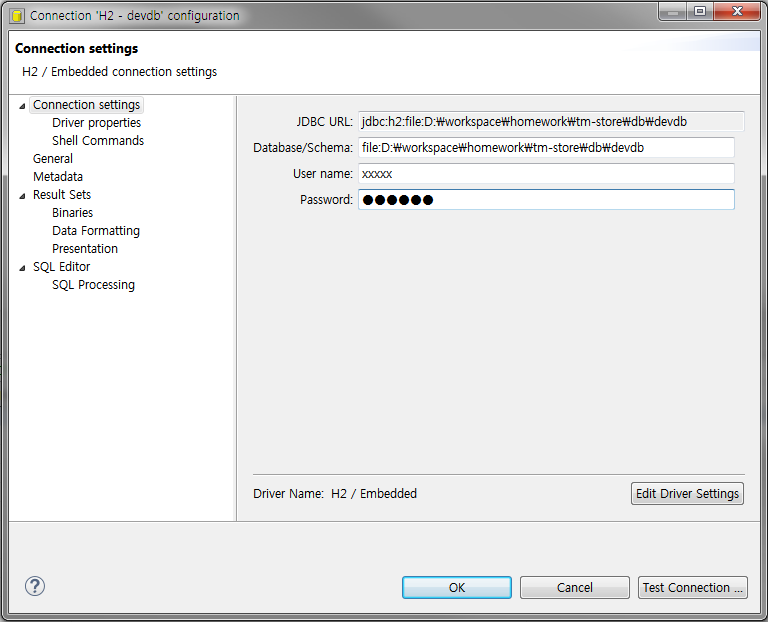 Connection 'H2 - devdb' configuration
Connection settings
H2 / Embedded connection settings
Connection settings
Driver properties
Shell Commands
General
Metadata
Result Sets
Binaries
Data Formatting
Presentation
SQL Editor
SQL Processing
JDBC URL: jdbc:h2:file:D:₩workspace₩homework₩tm-store₩db₩devdb
Database/Schema: file:D:₩workspace₩homework₩tm-store₩db₩devdb
User name: xxxxx
Password: ●●●●●●
Driver Name: H2 / Embedded
Edit Driver Settings
?
OK
Cancel
Test Connection ...